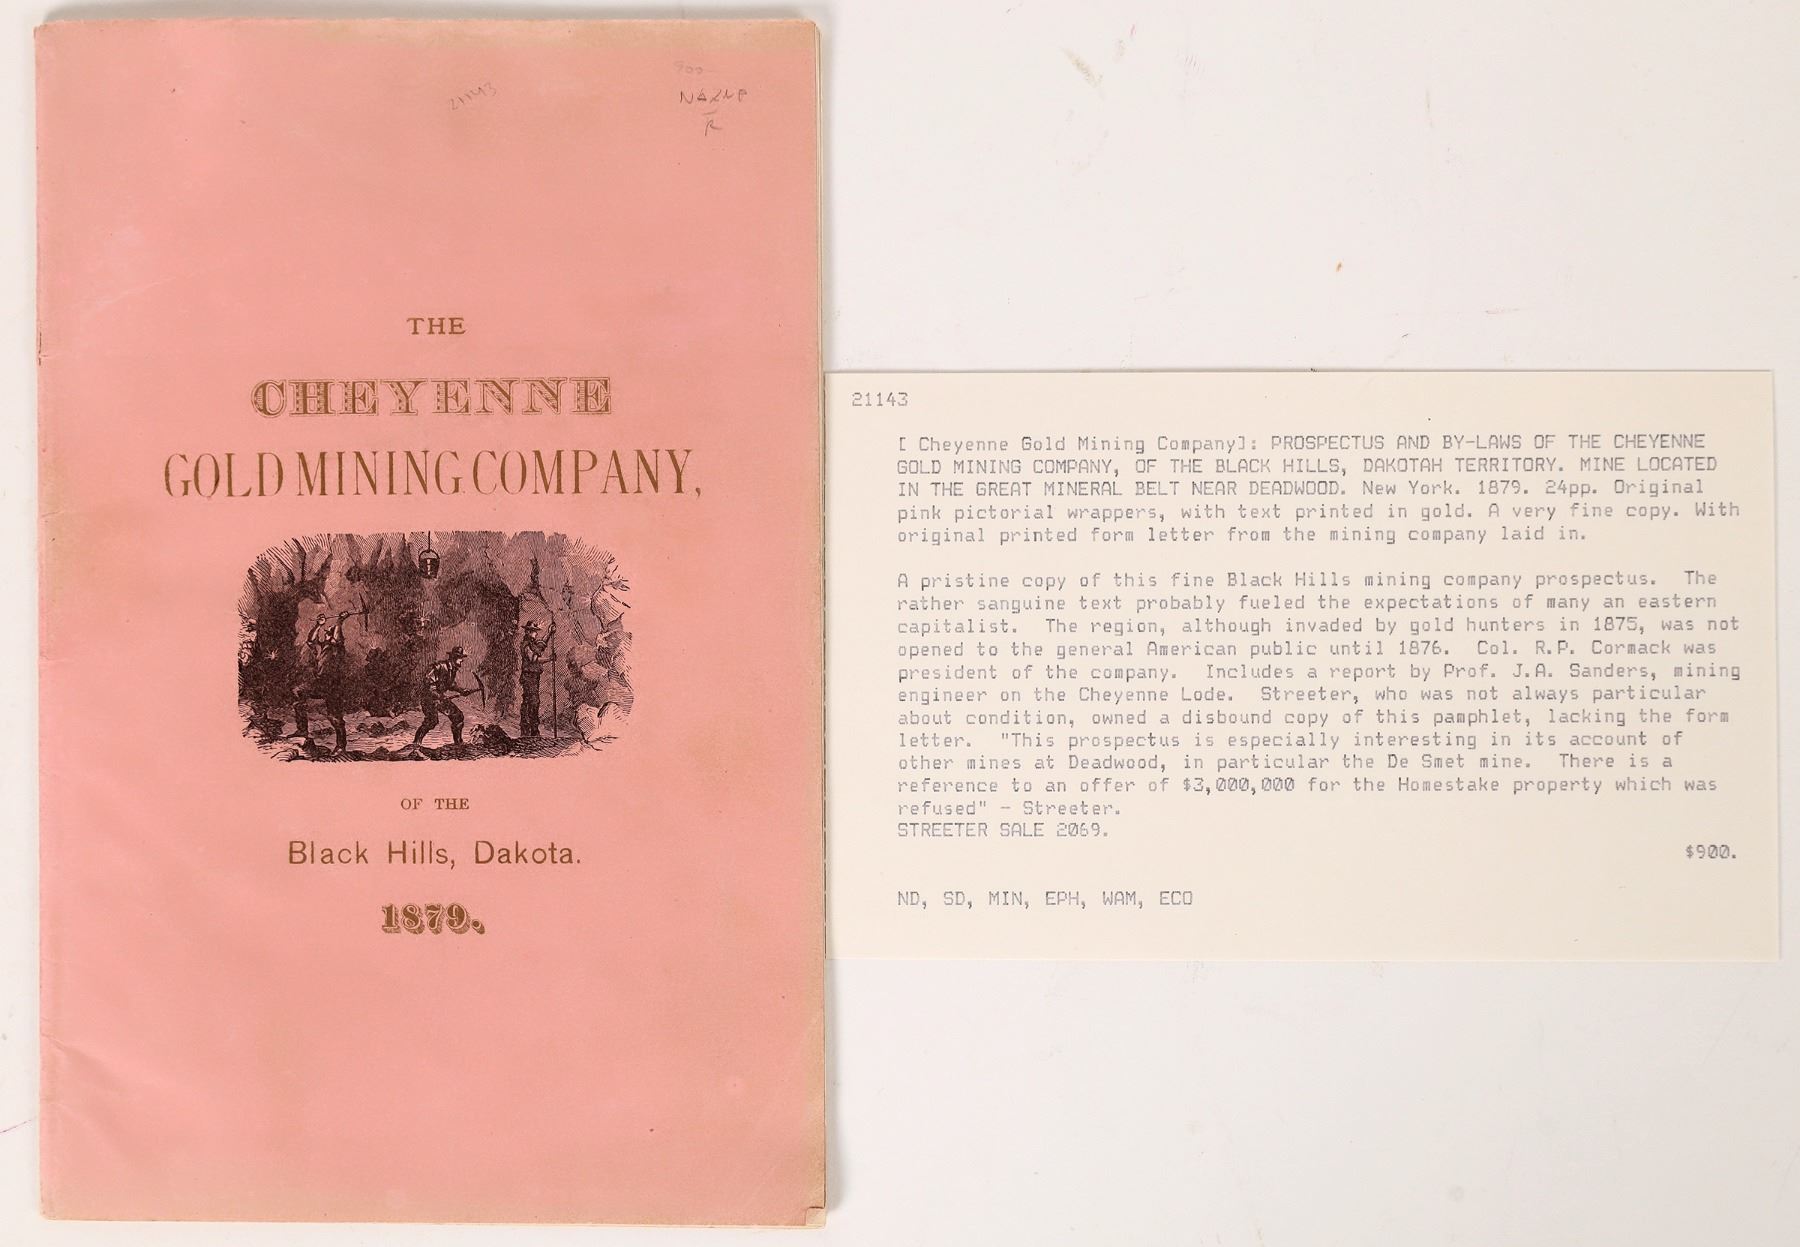 900
21143
THE
CHEYENNE
GOLD MINING COMPANY,
OF THE
Black Hills, Dakota.
1879.
21143
[ Cheyenne Gold Mining Company]: PROSPECTUS AND BY-LAWS OF THE CHEYENNE
GOLD MINING COMPANY, OF THE BLACK HILLS, DAKOTAH TERRITORY. MINE LOCATED
IN THE GREAT MINERAL BELT NEAR DEADWOOD. New York. 1879. 24pp. Original
pink pictorial wrappers, with text printed in gold. A very fine copy. With
original printed form letter from the mining company laid in.
A pristine copy of this fine Black Hills mining company prospectus. The
rather sanguine text probably fueled the expectations of many an eastern
capitalist. The region, although invaded by gold hunters in 1875, was not
opened to the general American public until 1876. Col. R.P. Cormack was
president of the company. Includes a report by Prof. J.A. Sanders, mining
engineer on the Cheyenne Lode. Streeter, who was not always particular
about condition, owned a disbound copy of this pamphlet, lacking the form
letter. "This prospectus is especially interesting in its account of
other mines at Deadwood, in particular the De Smet mine. There is a
reference to an offer of $3,000,000 for the Homestake property which was
refused" - Streeter.
STREETER SALE 2069.
$900.
ND, SD, MIN, EPH, WAM, ECO